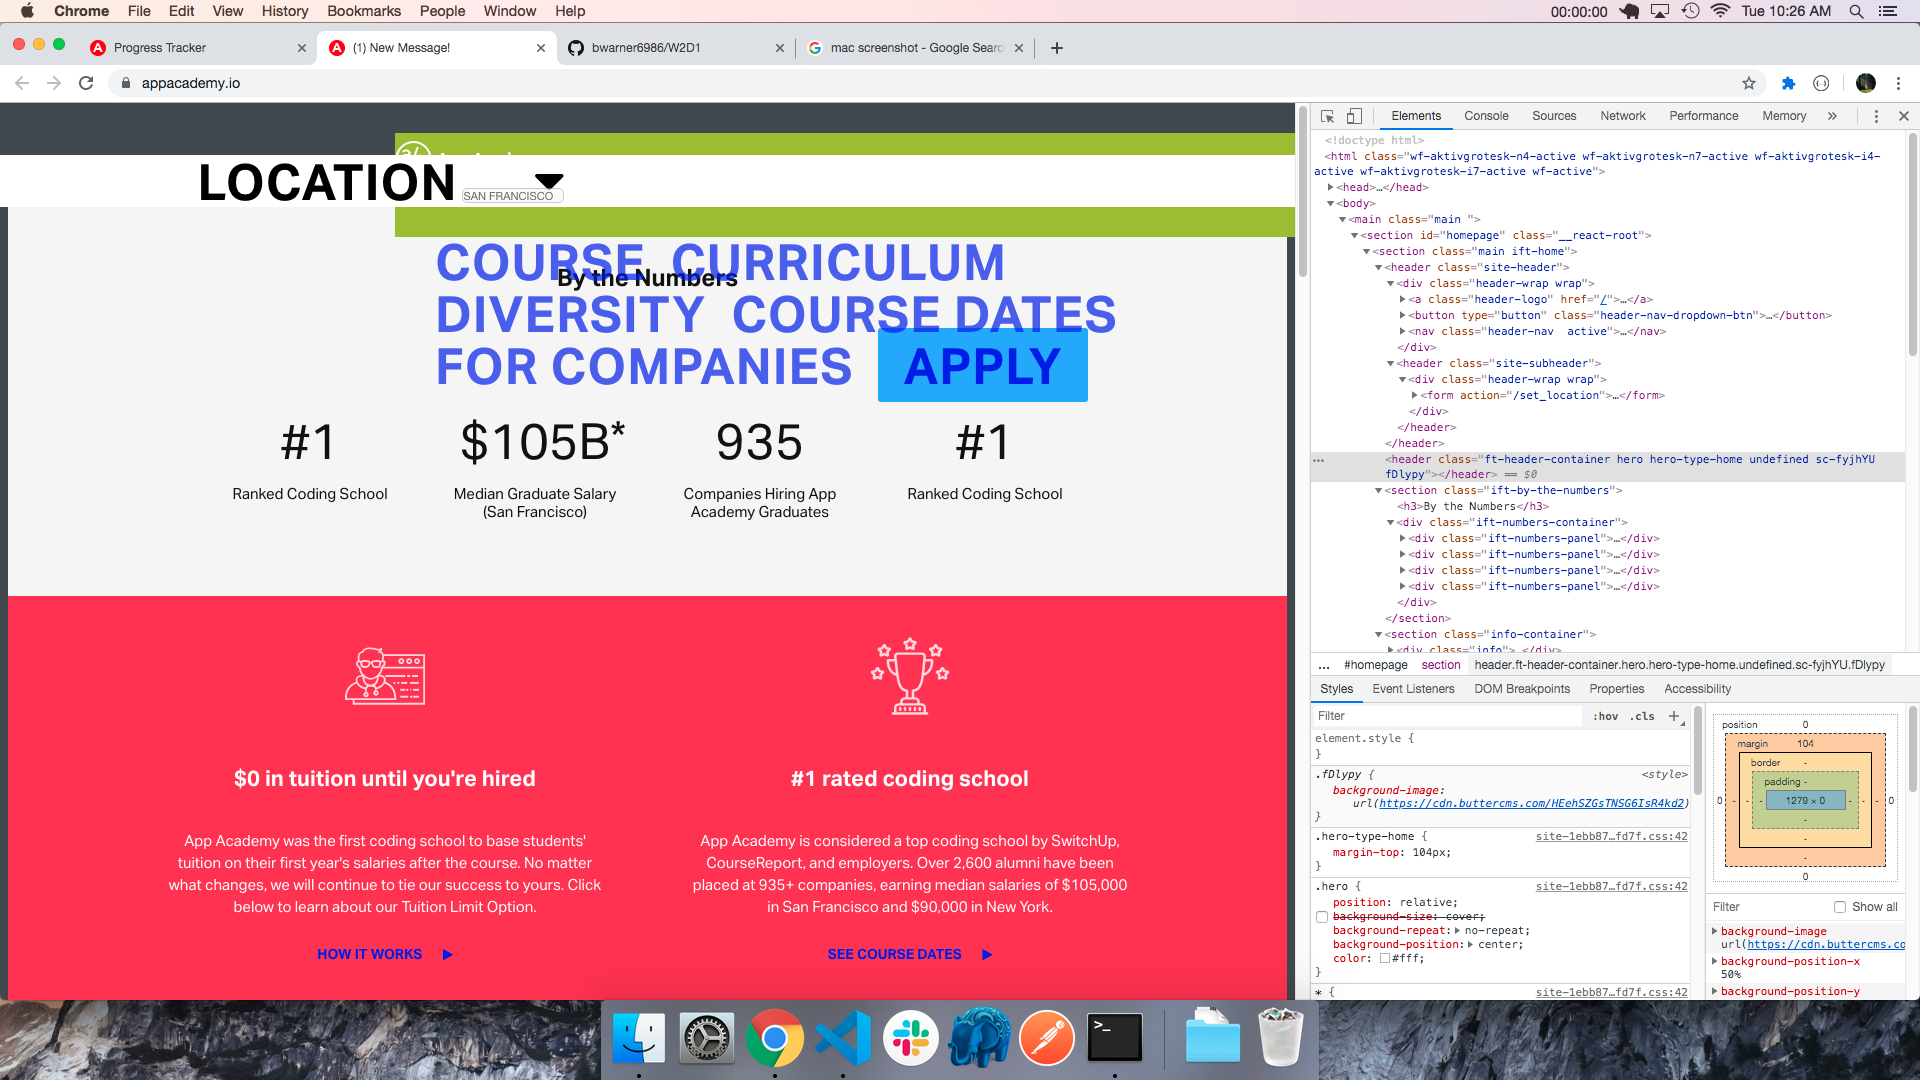 Chrome File Edit View History Bookmarks People Window Help 00:00:00 Tue 10:26 AM
Progress Tracker (1) New Message! bwarner6986/W2D1 mac screenshot - Google Searc
appacademy.io
Elements Console Sources Network Performance Memory »
LOCATION SAN FRANCISCO
COURSE CURRICULUM
By the Numbers
DIVERSITY COURSE DATES
FOR COMPANIES APPLY
#1 $105B* 935 #1
Ranked Coding School
Median Graduate Salary
(San Francisco)
Companies Hiring App
Academy Graduates
Ranked Coding School
$0 in tuition until you're hired
App Academy was the first coding school to base students'
tuition on their first year's salaries after the course. No matter
what changes, we will continue to tie our success to yours. Click
below to learn about our Tuition Limit Option.
HOW IT WORKS ▶
#1 rated coding school
App Academy is considered a top coding school by SwitchUp,
CourseReport, and employers. Over 2,600 alumni have been
placed at 935+ companies, earning median salaries of $105,000
in San Francisco and $90,000 in New York.
SEE COURSE DATES ▶
<!doctype html>
<html class="wf-aktivgrotesk-n4-active wf-aktivgrotesk-n7-active wf-aktivgrotesk-i4-
active wf-aktivgrotesk-i7-active wf-active">
▶<head>…</head>
▼<body>
▼<main class="main ">
▼<section id="homepage" class="__react-root">
▼<section class="main ift-home">
▼<header class="site-header">
▼<div class="header-wrap wrap">
▶<a class="header-logo" href="/">…</a>
▶<button type="button" class="header-nav-dropdown-btn">…</button>
▶<nav class="header-nav  active">…</nav>
</div>
▼<header class="site-subheader">
▼<div class="header-wrap wrap">
▶<form action="/set_location">…</form>
</div>
</header>
</header>
… <header class="ft-header-container hero hero-type-home undefined sc-fyjhYU
fDlypy"></header> == $0
▼<section class="ift-by-the-numbers">
<h3>By the Numbers</h3>
▼<div class="ift-numbers-container">
▶<div class="ift-numbers-panel">…</div>
▶<div class="ift-numbers-panel">…</div>
▶<div class="ift-numbers-panel">…</div>
▶<div class="ift-numbers-panel">…</div>
</div>
</section>
▼<section class="info-container">
▶<div class="info">…</div>
… #homepage section header.ft-header-container.hero.hero-type-home.undefined.sc-fyjhYU.fDlypy
Styles Event Listeners DOM Breakpoints Properties Accessibility
Filter :hov .cls +
element.style {
}
.fDlypy { <style>
background-image:
url(https://cdn.buttercms.com/HEehSZGsTNSG6IsR4kd2)
}
.hero-type-home { site-1ebb87…fd7f.css:42
margin-top: 104px;
}
.hero { site-1ebb87…fd7f.css:42
position: relative;
background-size: cover;
background-repeat:▶ no-repeat;
background-position:▶ center;
color: #fff;
}
* { site-1ebb87…fd7f.css:42
position 0
margin 104
border -
padding -
0 - - - 1279 × 0 - - - 0
-
-
-
0
Filter Show all
▶background-image
url(https://cdn.buttercms.co
▶background-position-x
50%
▶background-position-y